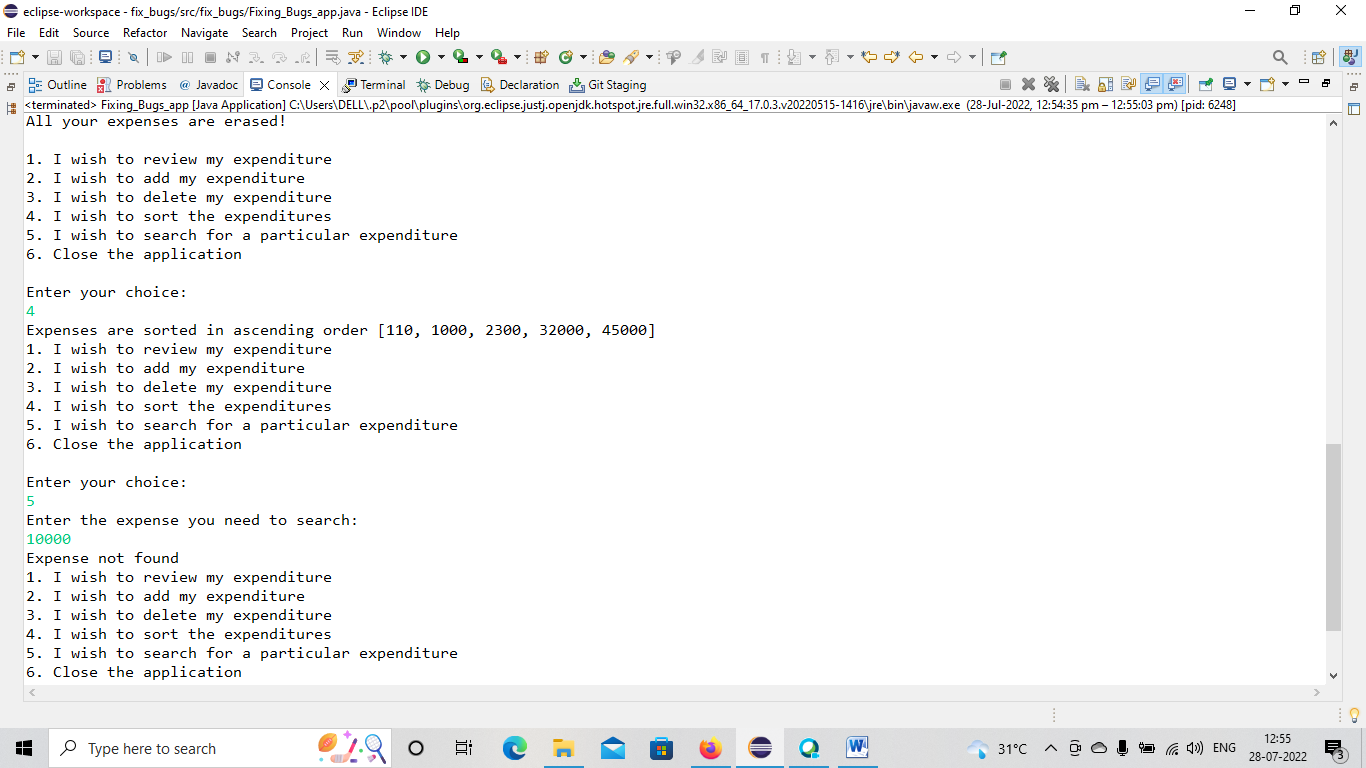 eclipse-workspace - fix_bugs/src/fix_bugs/Fixing_Bugs_app.java - Eclipse IDE
File Edit Source Refactor Navigate Search Project Run Window Help
Outline Problems @ Javadoc Console Terminal Debug Declaration Git Staging
<terminated> Fixing_Bugs_app [Java Application] C:\Users\DELL\.p2\pool\plugins\org.eclipse.justj.openjdk.hotspot.jre.full.win32.x86_64_17.0.3.v20220515-1416\jre\bin\javaw.exe (28-Jul-2022, 12:54:35 pm – 12:55:03 pm) [pid: 6248]
All your expenses are erased!
1. I wish to review my expenditure
2. I wish to add my expenditure
3. I wish to delete my expenditure
4. I wish to sort the expenditures
5. I wish to search for a particular expenditure
6. Close the application
Enter your choice:
4
Expenses are sorted in ascending order [110, 1000, 2300, 32000, 45000]
1. I wish to review my expenditure
2. I wish to add my expenditure
3. I wish to delete my expenditure
4. I wish to sort the expenditures
5. I wish to search for a particular expenditure
6. Close the application
Enter your choice:
5
Enter the expense you need to search:
10000
Expense not found
1. I wish to review my expenditure
2. I wish to add my expenditure
3. I wish to delete my expenditure
4. I wish to sort the expenditures
5. I wish to search for a particular expenditure
6. Close the application
Type here to search
31°C ENG 12:55
28-07-2022 3